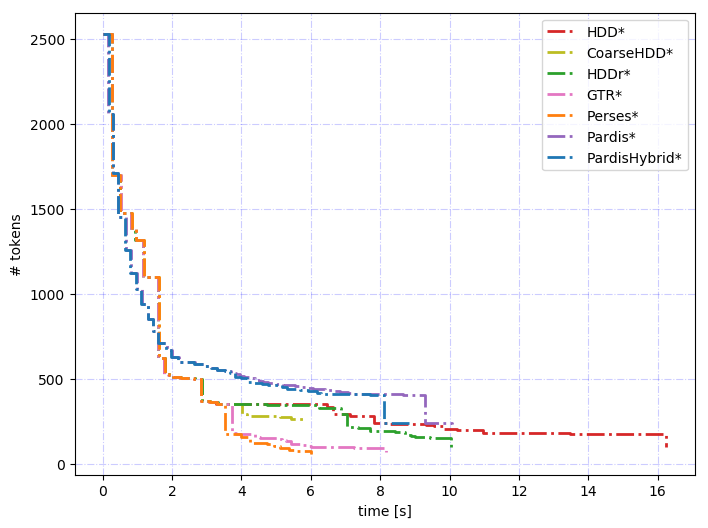 2500
2000
1500
1000
500
0
# tokens
HDD*
CoarseHDD*
HDDr*
GTR*
Perses*
Pardis*
PardisHybrid*
0 2 4 6 8 10 12 14 16
time [s]